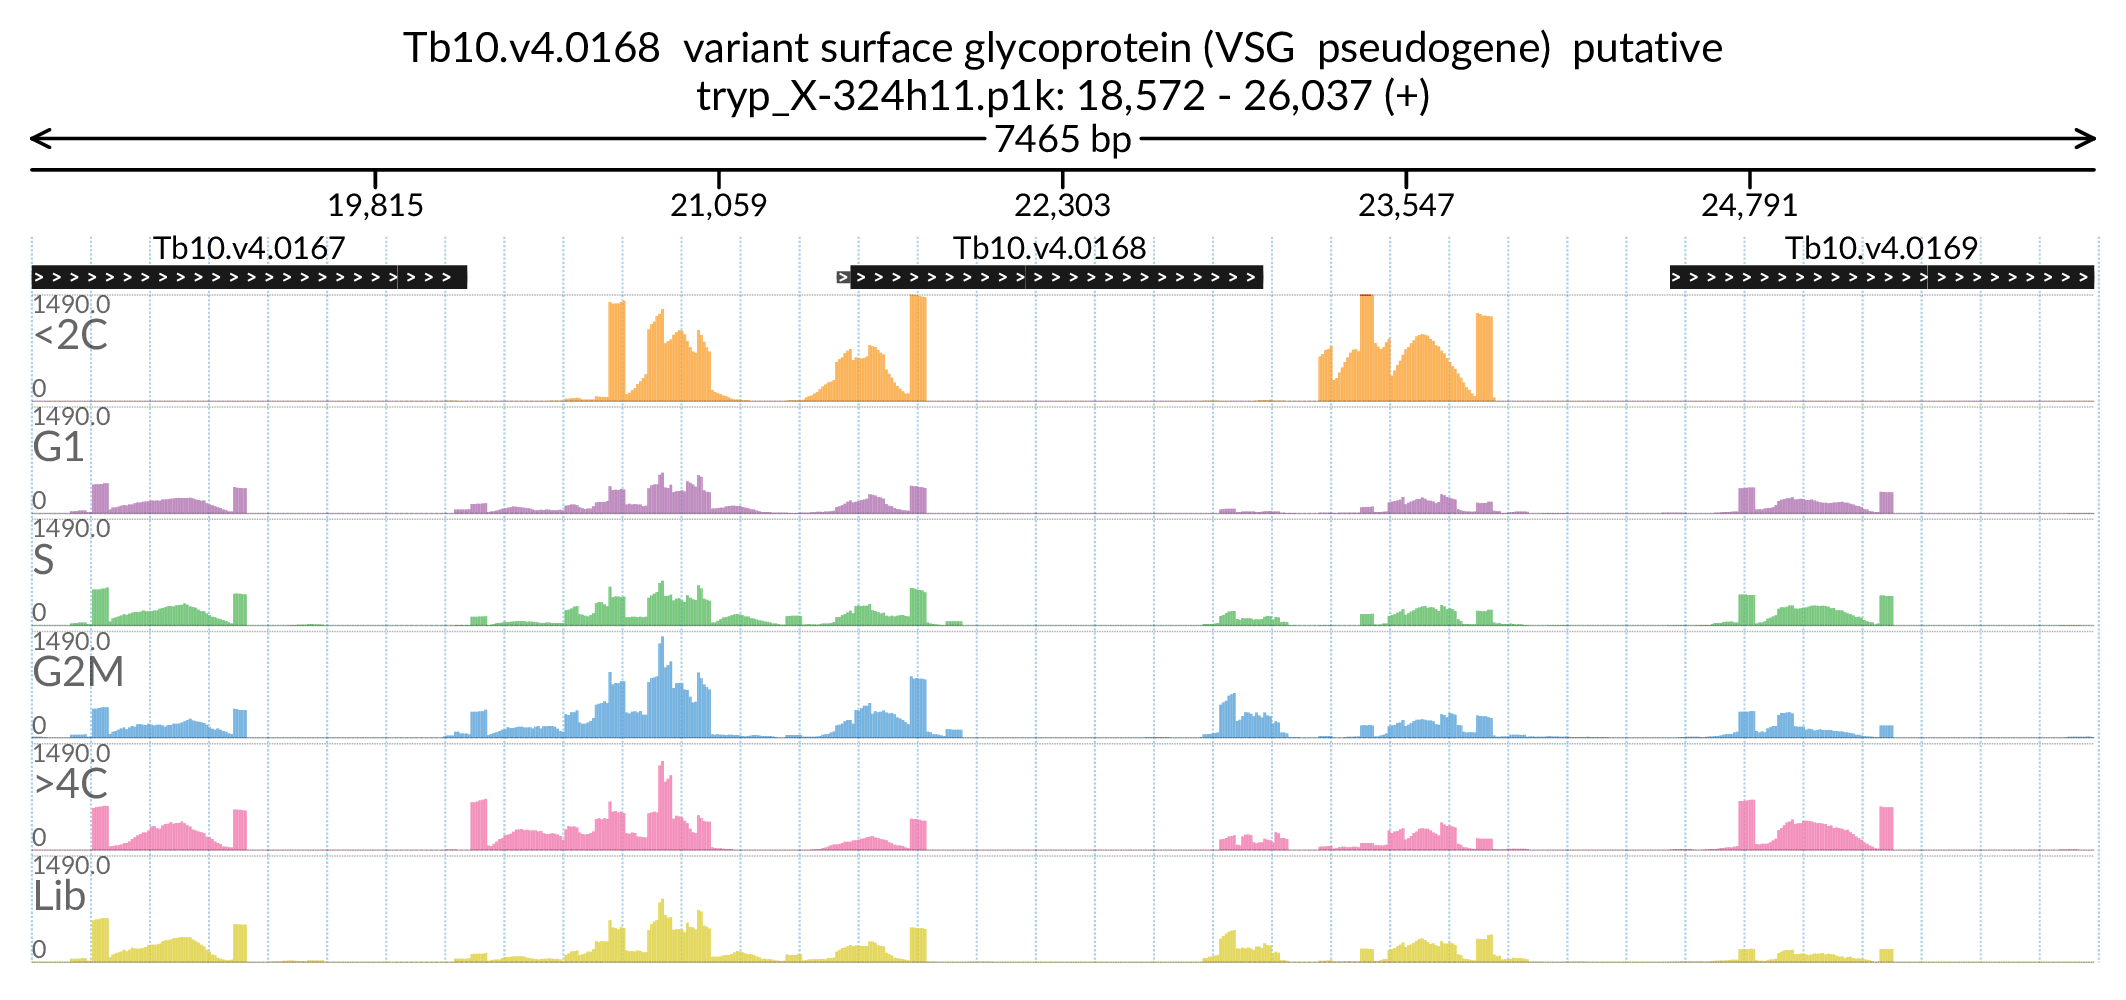 Tb10.v4.0168 variant surface glycoprotein (VSG pseudogene) putative
tryp_X-324h11.p1k: 18,572 - 26,037 (+)
7465 bp
19,815 21,059 22,303 23,547 24,791
Tb10.v4.0167 Tb10.v4.0168 Tb10.v4.0169
1490.0
<2C
0
1490.0
G1
0
1490.0
S
0
1490.0
G2M
0
1490.0
>4C
0
1490.0
Lib
0